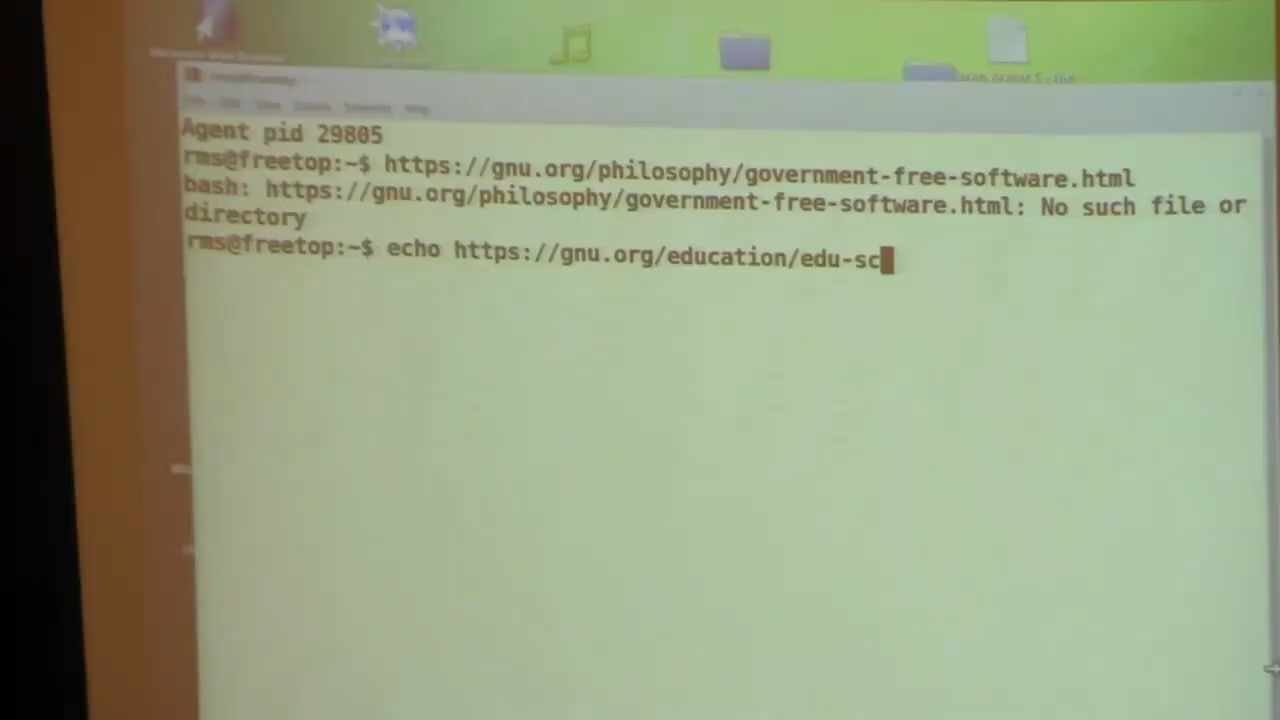 Agent pid 29805
rms@freetop:~$ https://gnu.org/philosophy/government-free-software.html
bash: https://gnu.org/philosophy/government-free-software.html: No such file or
directory
rms@freetop:~$ echo https://gnu.org/education/edu-sc